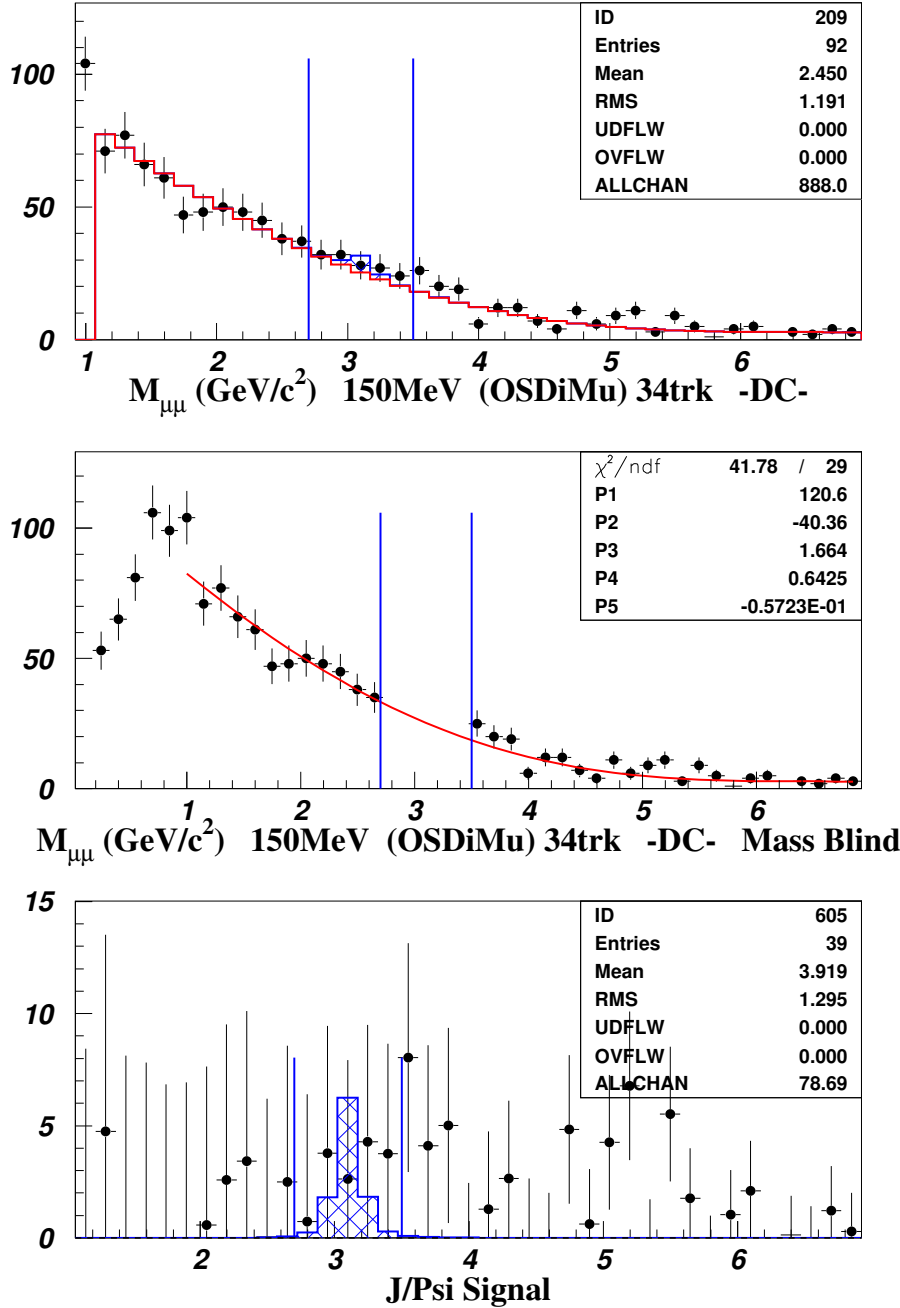 ID 209
Entries 92
Mean 2.450
RMS 1.191
UDFLW 0.000
OVFLW 0.000
ALLCHAN 888.0
100
50
0
1 2 3 4 5 6
Mμμ (GeV/c²) 150MeV (OSDiMu) 34trk -DC-
χ²/ndf 41.78 / 29
P1 120.6
P2 -40.36
P3 1.664
P4 0.6425
P5 -0.5723E-01
100
50
0
1 2 3 4 5 6
Mμμ (GeV/c²) 150MeV (OSDiMu) 34trk -DC- Mass Blind
15
ID 605
Entries 39
Mean 3.919
RMS 1.295
UDFLW 0.000
OVFLW 0.000
ALLCHAN 78.69
10
5
0
2 3 4 5 6
J/Psi Signal